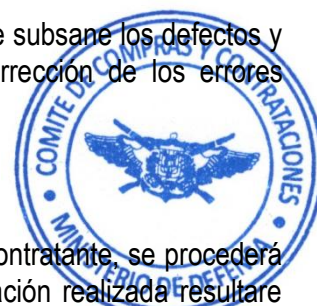 e subsane los defectos y
rrección de los errores
COMITE DE COMPRAS Y CONTRATACIONES
MINISTERIO DE DEFENSA
ontratante, se procederá
ación realizada resultare